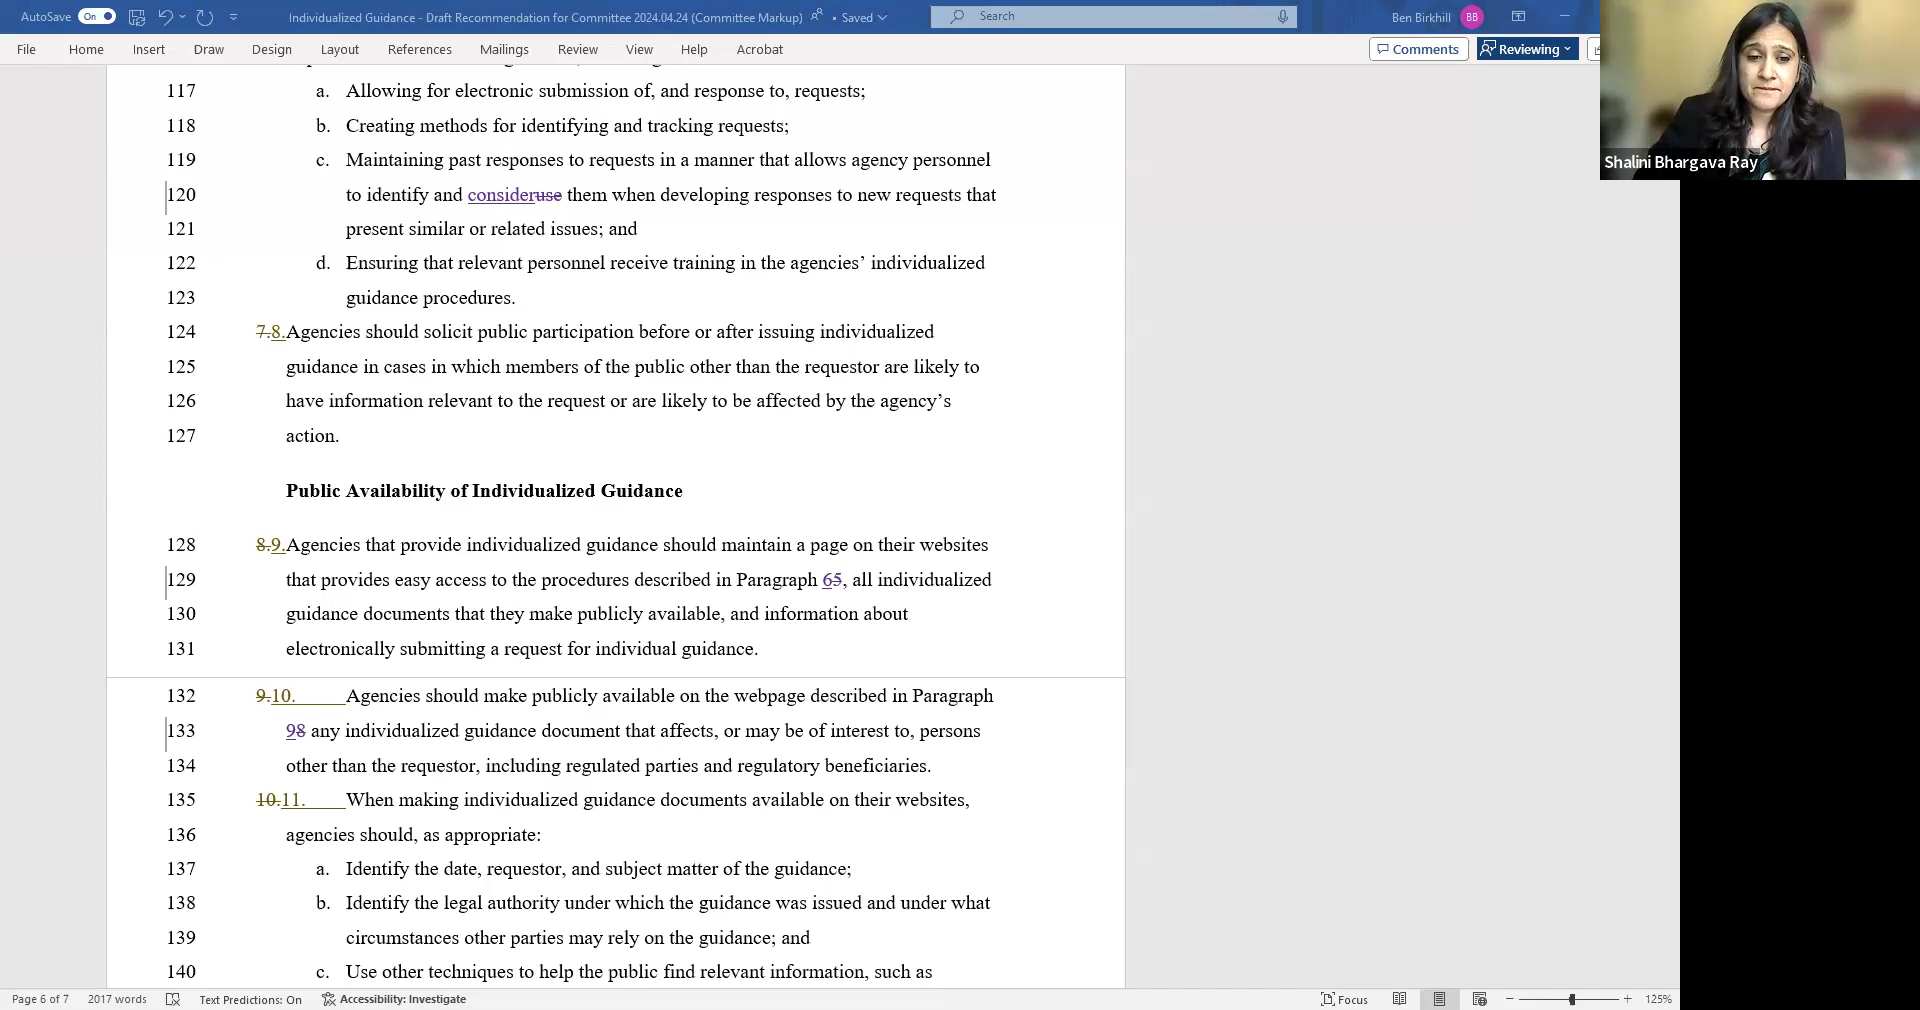 AutoSave On Individualized Guidance - Draft Recommendation for Committee 2024.04.24 (Committee Markup) • Saved Search Ben Birkhill BB
File Home Insert Draw Design Layout References Mailings Review View Help Acrobat Comments Reviewing
117 a. Allowing for electronic submission of, and response to, requests;
118 b. Creating methods for identifying and tracking requests;
119 c. Maintaining past responses to requests in a manner that allows agency personnel
120 to identify and consideruse them when developing responses to new requests that
121 present similar or related issues; and
122 d. Ensuring that relevant personnel receive training in the agencies’ individualized
123 guidance procedures.
124 7.8.Agencies should solicit public participation before or after issuing individualized
125 guidance in cases in which members of the public other than the requestor are likely to
126 have information relevant to the request or are likely to be affected by the agency’s
127 action.
Public Availability of Individualized Guidance
128 8.9.Agencies that provide individualized guidance should maintain a page on their websites
129 that provides easy access to the procedures described in Paragraph 65, all individualized
130 guidance documents that they make publicly available, and information about
131 electronically submitting a request for individual guidance.
132 9.10. Agencies should make publicly available on the webpage described in Paragraph
133 98 any individualized guidance document that affects, or may be of interest to, persons
134 other than the requestor, including regulated parties and regulatory beneficiaries.
135 10.11. When making individualized guidance documents available on their websites,
136 agencies should, as appropriate:
137 a. Identify the date, requestor, and subject matter of the guidance;
138 b. Identify the legal authority under which the guidance was issued and under what
139 circumstances other parties may rely on the guidance; and
140 c. Use other techniques to help the public find relevant information, such as
Page 6 of 7 2017 words Text Predictions: On Accessibility: Investigate Focus − + 125%
Shalini Bhargava Ray